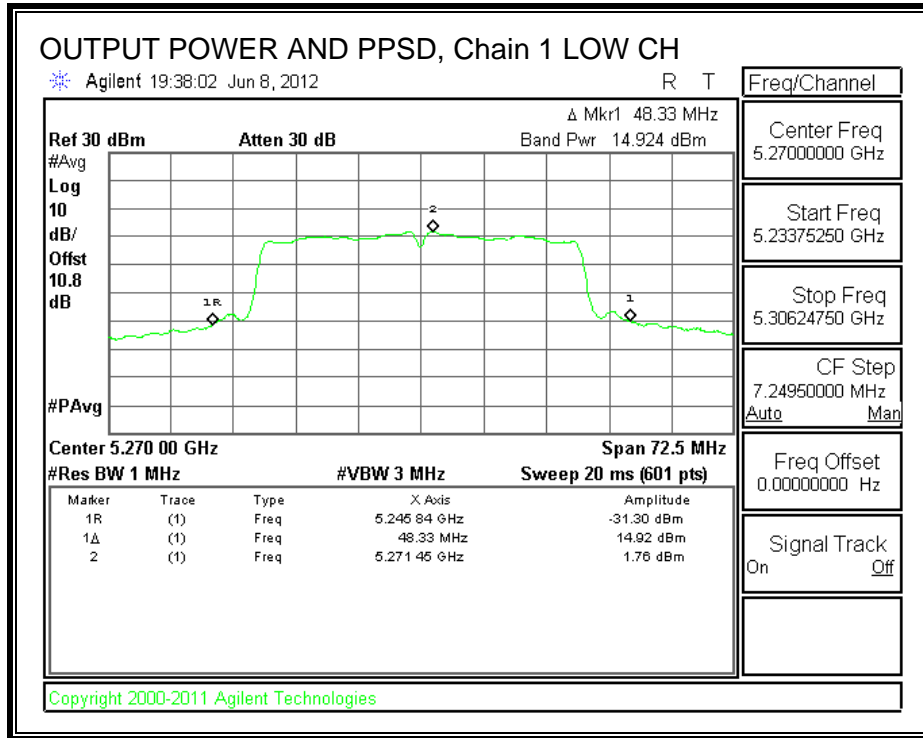 OUTPUT POWER AND PPSD, Chain 1 LOW CH
Agilent 19:38:02 Jun 8, 2012 R T
Freq/Channel
Δ Mkr1 48.33 MHz
Ref 30 dBm Atten 30 dB Band Pwr 14.924 dBm
#Avg
Log
10
dB/
Offst
10.8
dB
#PAvg
2
1R
1
Center 5.270 00 GHz Span 72.5 MHz
#Res BW 1 MHz #VBW 3 MHz Sweep 20 ms (601 pts)
Marker Trace Type X Axis Amplitude
1R (1) Freq 5.245 84 GHz -31.30 dBm
1Δ (1) Freq 48.33 MHz 14.92 dBm
2 (1) Freq 5.271 45 GHz 1.76 dBm
Center Freq
5.27000000 GHz
Start Freq
5.23375250 GHz
Stop Freq
5.30624750 GHz
CF Step
7.24950000 MHz
Auto Man
Freq Offset
0.00000000 Hz
Signal Track
On Off
Copyright 2000-2011 Agilent Technologies